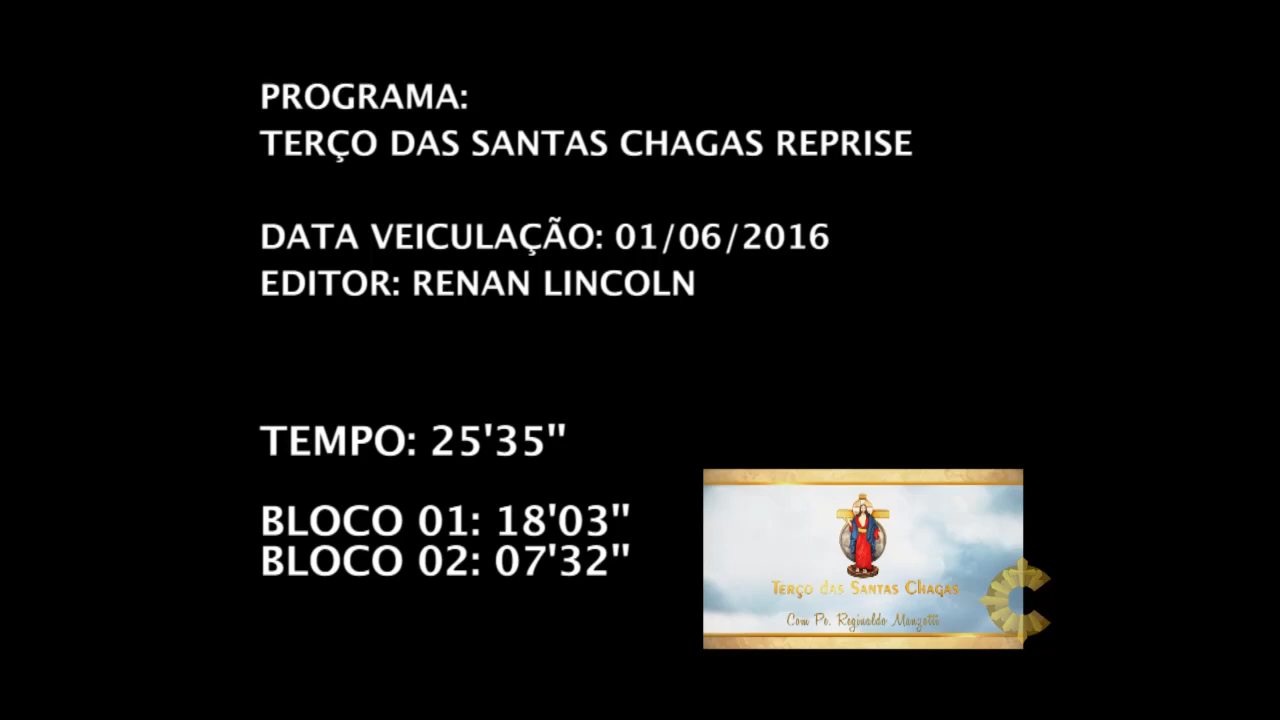 PROGRAMA:
TERÇO DAS SANTAS CHAGAS REPRISE
DATA VEICULAÇÃO: 01/06/2016
EDITOR: RENAN LINCOLN
TEMPO: 25'35"
BLOCO 01: 18'03"
BLOCO 02: 07'32"
Terço das Santas Chagas
Com Pe. Reginaldo Manzotti